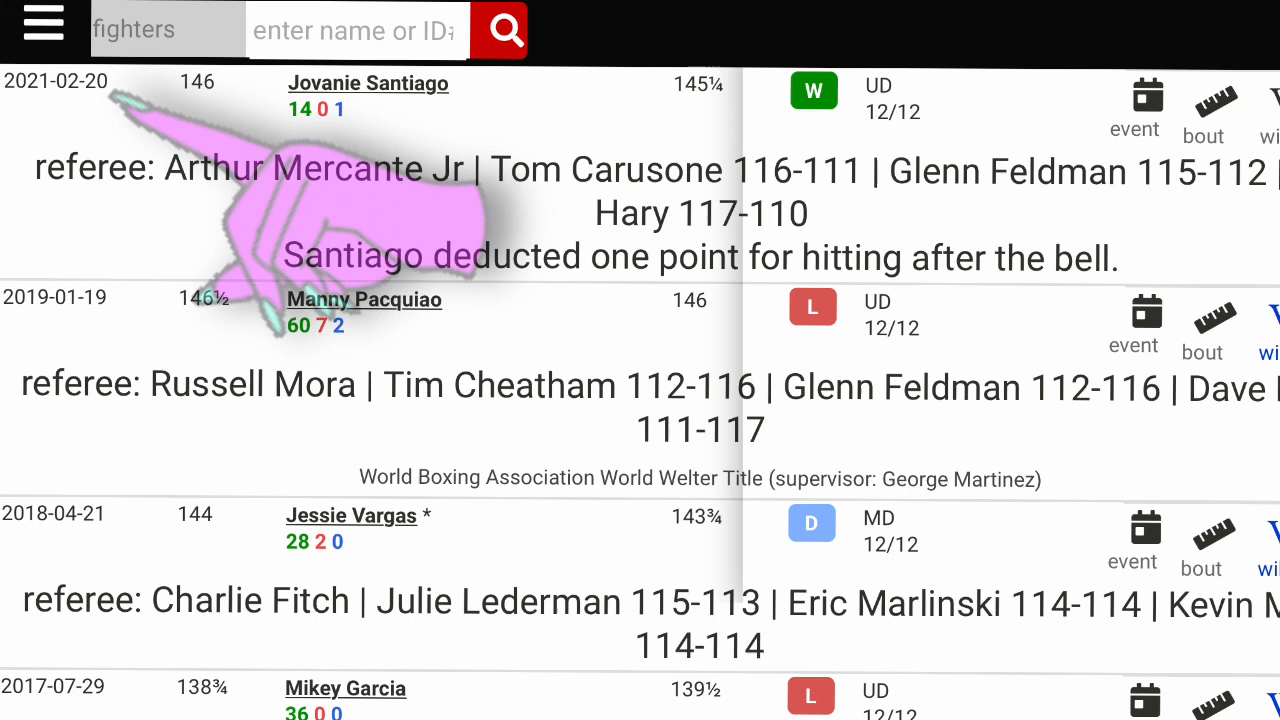 fighters enter name or ID#
2021-02-20 146 Jovanie Santiago 145¼ W UD
14 0 1 12/12
event bout wi
referee: Arthur Mercante Jr | Tom Carusone 116-111 | Glenn Feldman 115-112 |
Hary 117-110
Santiago deducted one point for hitting after the bell.
2019-01-19 146½ Manny Pacquiao 146 L UD
60 7 2 12/12
event bout wi
referee: Russell Mora | Tim Cheatham 112-116 | Glenn Feldman 112-116 | Dave
111-117
World Boxing Association World Welter Title (supervisor: George Martinez)
2018-04-21 144 Jessie Vargas * 143¾ D MD
28 2 0 12/12
event bout wi
referee: Charlie Fitch | Julie Lederman 115-113 | Eric Marlinski 114-114 | Kevin
114-114
2017-07-29 138¾ Mikey Garcia 139½ L UD
36 0 0 12/12